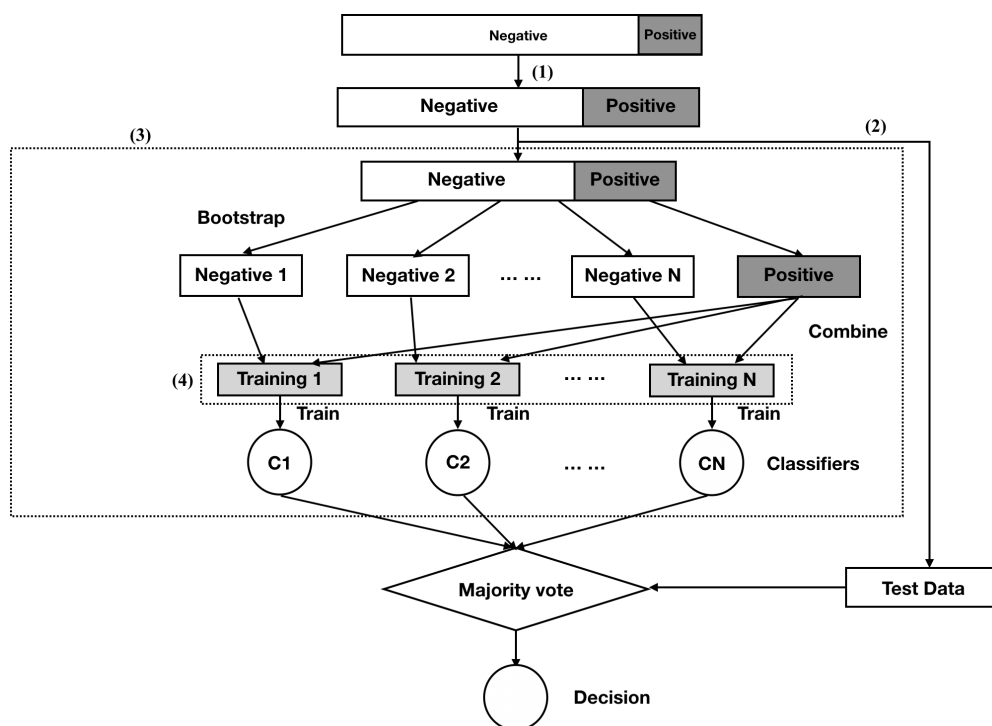 Negative Positive
(1)
Negative Positive
(3) (2)
Negative Positive
Bootstrap
Negative 1 Negative 2 ... ... Negative N Positive
Combine
(4) Training 1 Training 2 ... ... Training N
Train Train Train
C1 C2 ... ... CN Classifiers
Majority vote Test Data
Decision